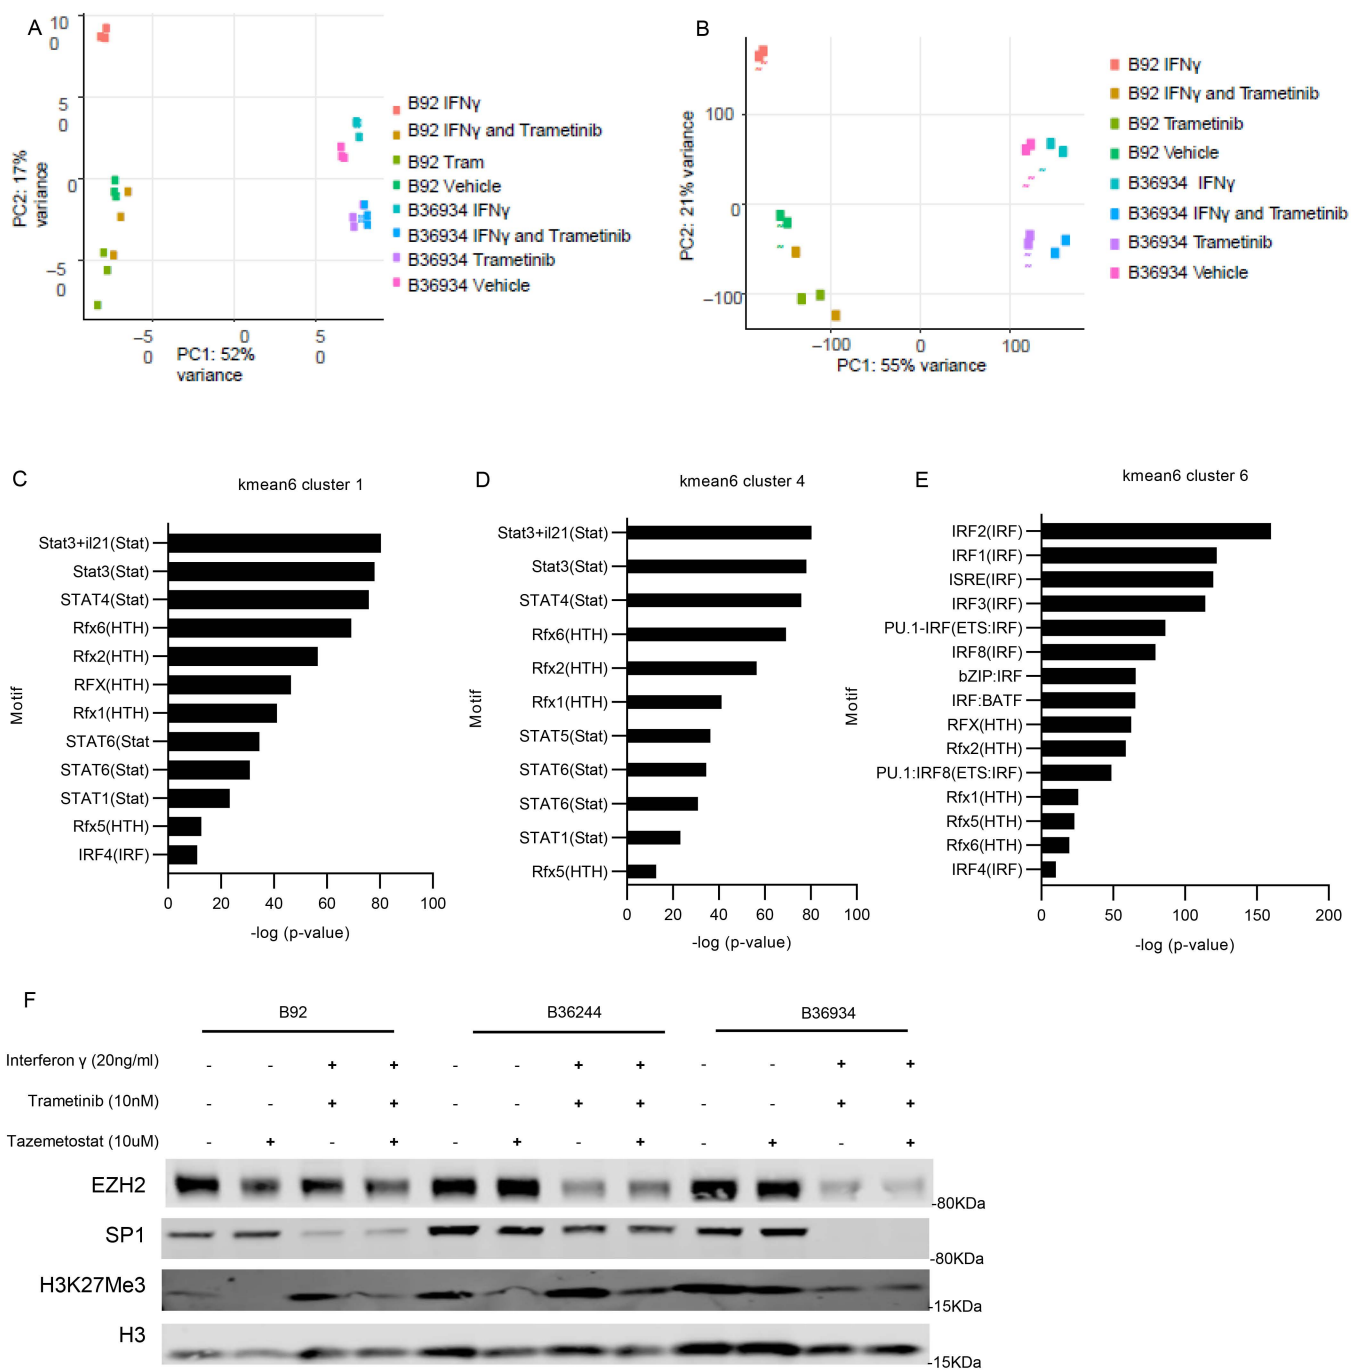 A
10
0
5
0
0
−5
0
PC2: 17%
variance
−5
0
0
5
0
PC1: 52%
variance
B92 IFNγ
B92 IFNγ and Trametinib
B92 Tram
B92 Vehicle
B36934 IFNγ
B36934 IFNγ and Trametinib
B36934 Trametinib
B36934 Vehicle
B
PC2: 21% variance
100
0
−100
−100
0
100
PC1: 55% variance
B92 IFNγ
B92 IFNγ and Trametinib
B92 Trametinib
B92 Vehicle
B36934 IFNγ
B36934 IFNγ and Trametinib
B36934 Trametinib
B36934 Vehicle
C
kmean6 cluster 1
Motif
Stat3+il21(Stat)
Stat3(Stat)
STAT4(Stat)
Rfx6(HTH)
Rfx2(HTH)
RFX(HTH)
Rfx1(HTH)
STAT6(Stat
STAT6(Stat)
STAT1(Stat)
Rfx5(HTH)
IRF4(IRF)
0 20 40 60 80 100
-log (p-value)
D
kmean6 cluster 4
Motif
Stat3+il21(Stat)
Stat3(Stat)
STAT4(Stat)
Rfx6(HTH)
Rfx2(HTH)
Rfx1(HTH)
STAT5(Stat)
STAT6(Stat)
STAT6(Stat)
STAT1(Stat)
Rfx5(HTH)
0 20 40 60 80 100
-log (p-value)
E
kmean6 cluster 6
Motif
IRF2(IRF)
IRF1(IRF)
ISRE(IRF)
IRF3(IRF)
PU.1-IRF(ETS:IRF)
IRF8(IRF)
bZIP:IRF
IRF:BATF
RFX(HTH)
Rfx2(HTH)
PU.1:IRF8(ETS:IRF)
Rfx1(HTH)
Rfx5(HTH)
Rfx6(HTH)
IRF4(IRF)
0 50 100 150 200
-log (p-value)
F
B92 B36244 B36934
Interferon γ (20ng/ml) - - + + - - + + - - + +
Trametinib (10nM) - - + + - - + + - - + +
Tazemetostat (10uM) - + - + - + - + - + - +
EZH2
-80KDa
SP1
-80KDa
H3K27Me3
-15KDa
H3
-15KDa